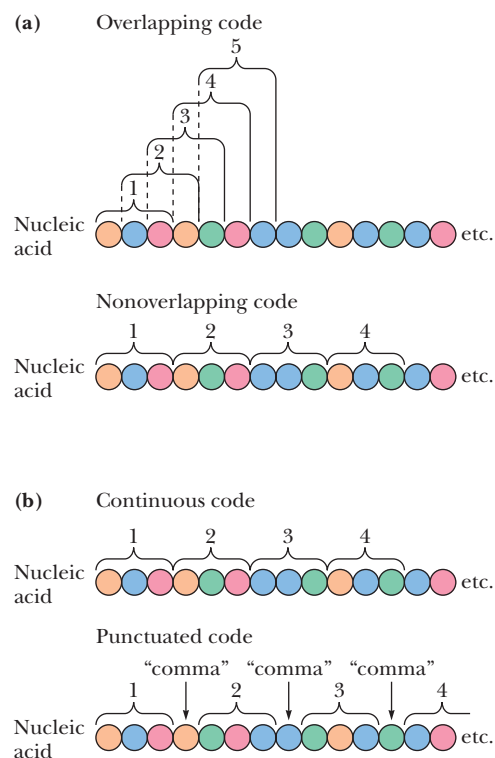 (a) Overlapping code
5
4
3
2
1
Nucleic
acid
etc.
Nonoverlapping code
1 2 3 4
Nucleic
acid
etc.
(b) Continuous code
1 2 3 4
Nucleic
acid
etc.
Punctuated code
“comma” “comma” “comma”
1 2 3 4
Nucleic
acid
etc.